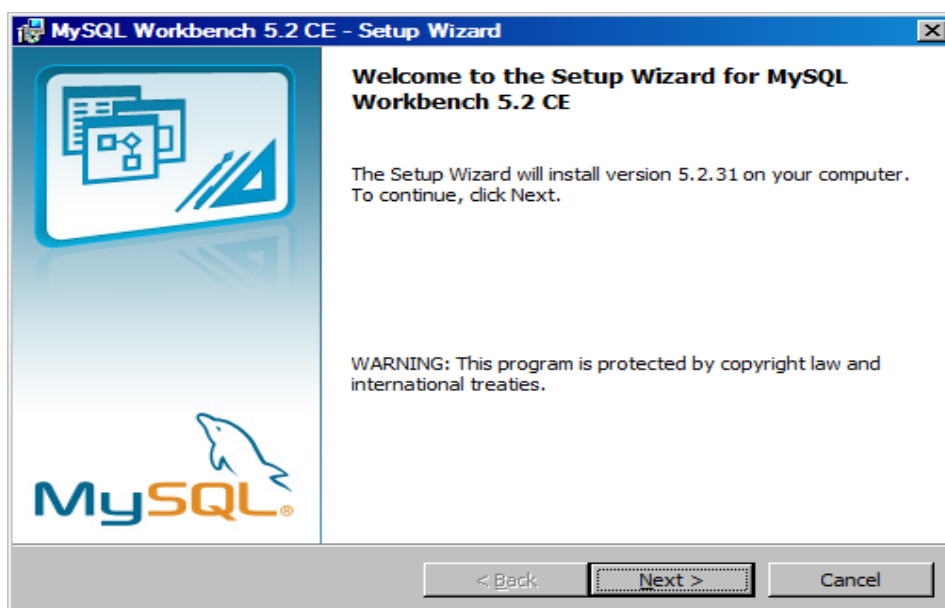 MySQL Workbench 5.2 CE - Setup Wizard
Welcome to the Setup Wizard for MySQL
Workbench 5.2 CE
The Setup Wizard will install version 5.2.31 on your computer.
To continue, click Next.
WARNING: This program is protected by copyright law and
international treaties.
MySQL®
< Back
Next >
Cancel